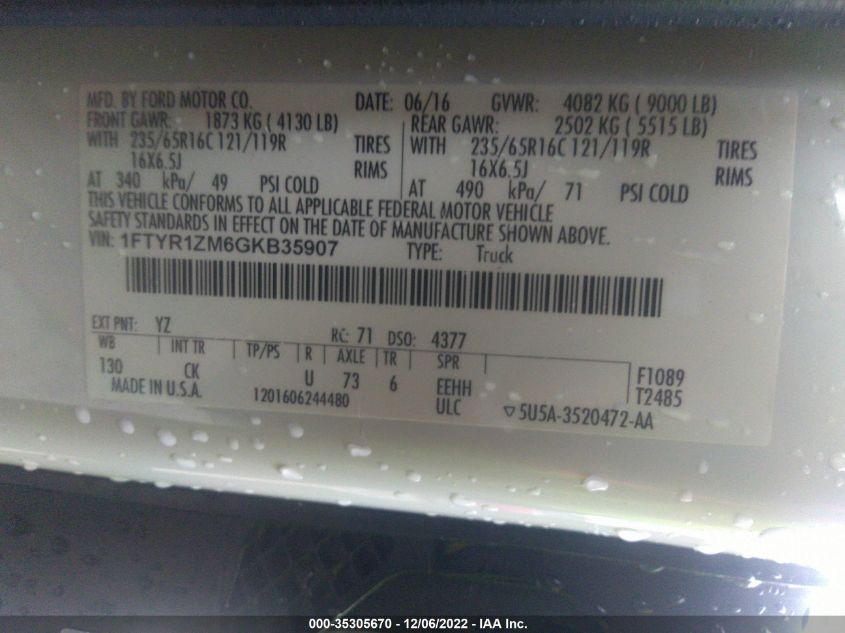 MFD. BY FORD MOTOR CO. DATE: 06/16 GVWR: 4082 KG ( 9000 LB)
FRONT GAWR: 1873 KG ( 4130 LB) REAR GAWR: 2502 KG ( 5515 LB)
WITH 235/65R16C 121/119R TIRES WITH 235/65R16C 121/119R TIRES
16X6.5J RIMS 16X6.5J RIMS
AT 340 kPa/ 49 PSI COLD AT 490 kPa/ 71 PSI COLD
THIS VEHICLE CONFORMS TO ALL APPLICABLE FEDERAL MOTOR VEHICLE
SAFETY STANDARDS IN EFFECT ON THE DATE OF MANUFACTURE SHOWN ABOVE.
VIN: 1FTYR1ZM6GKB35907 TYPE: Truck
EXT PNT: YZ RC: 71 DSO: 4377
WB INT TR TP/PS R AXLE TR SPR
130 CK U 73 6 EEHH F1089
MADE IN U.S.A. 1201606244480 ULC T2485
▽5U5A-3520472-AA
000-35305670 - 12/06/2022 - IAA Inc.